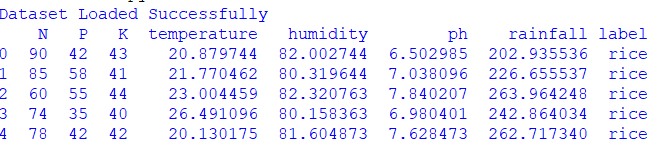 Dataset Loaded Successfully
N P K temperature humidity ph rainfall label
0 90 42 43 20.879744 82.002744 6.502985 202.935536 rice
1 85 58 41 21.770462 80.319644 7.038096 226.655537 rice
2 60 55 44 23.004459 82.320763 7.840207 263.964248 rice
3 74 35 40 26.491096 80.158363 6.980401 242.864034 rice
4 78 42 42 20.130175 81.604873 7.628473 262.717340 rice